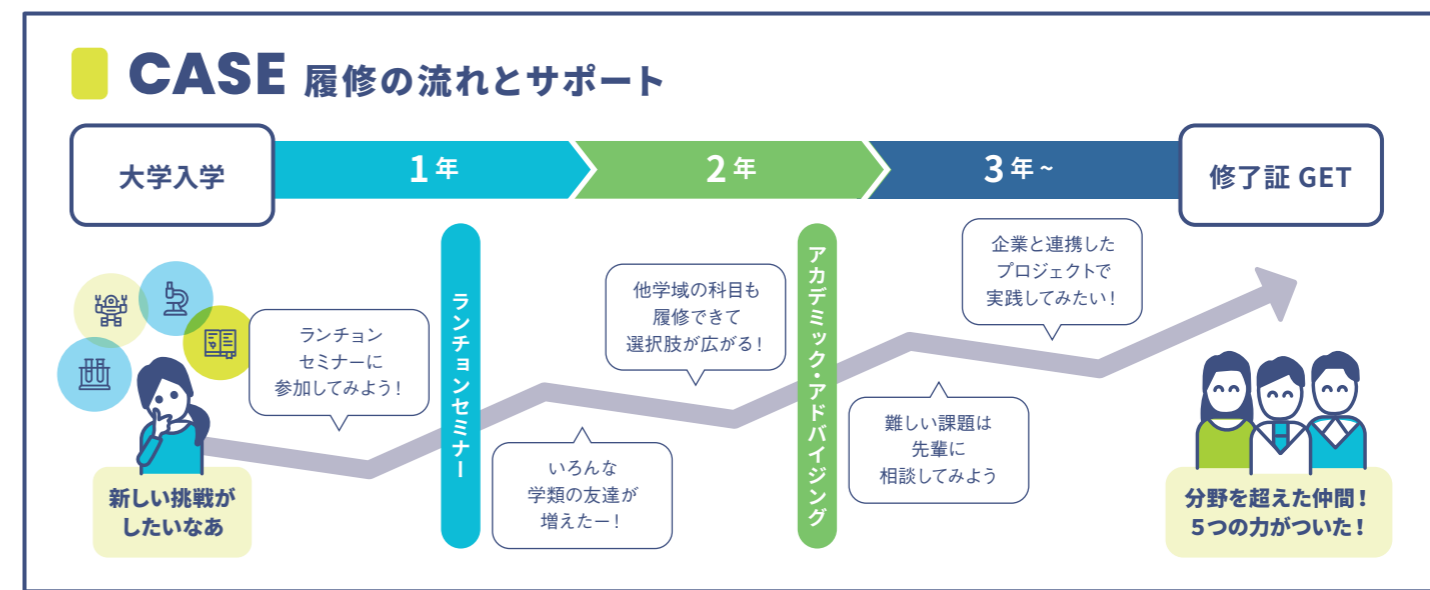 CASE 履修の流れとサポート
大学入学
1年
2年
3年~
修了証 GET
新しい挑戦が
したいなあ
ランチョン
セミナーに
参加してみよう!
ランチョンセミナー
いろんな
学類の友達が
増えたー!
他学域の科目も
履修できて
選択肢が広がる!
アカデミック・アドバイジング
難しい課題は
先輩に
相談してみよう
企業と連携した
プロジェクトで
実践してみたい!
分野を超えた仲間!
5つの力がついた!